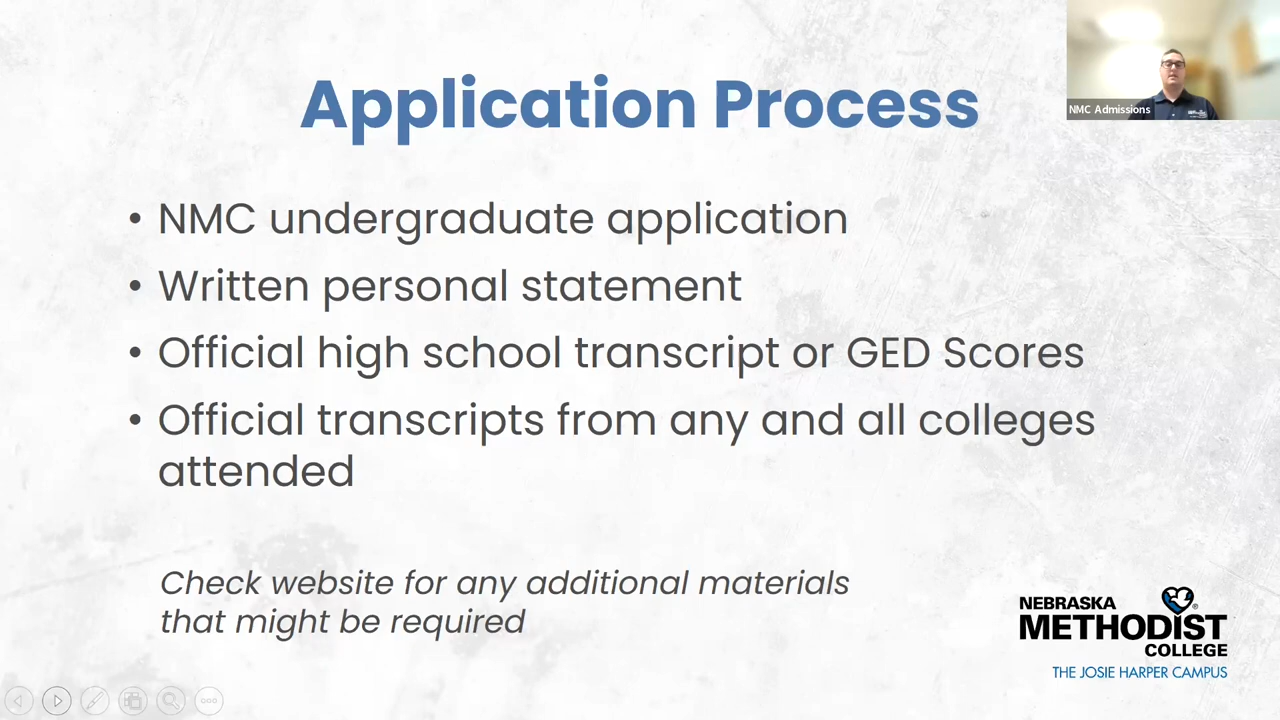 Application Process
NMC Admissions
• NMC undergraduate application
• Written personal statement
• Official high school transcript or GED Scores
• Official transcripts from any and all colleges
attended
Check website for any additional materials
that might be required
NEBRASKA
METHODIST
COLLEGE
THE JOSIE HARPER CAMPUS